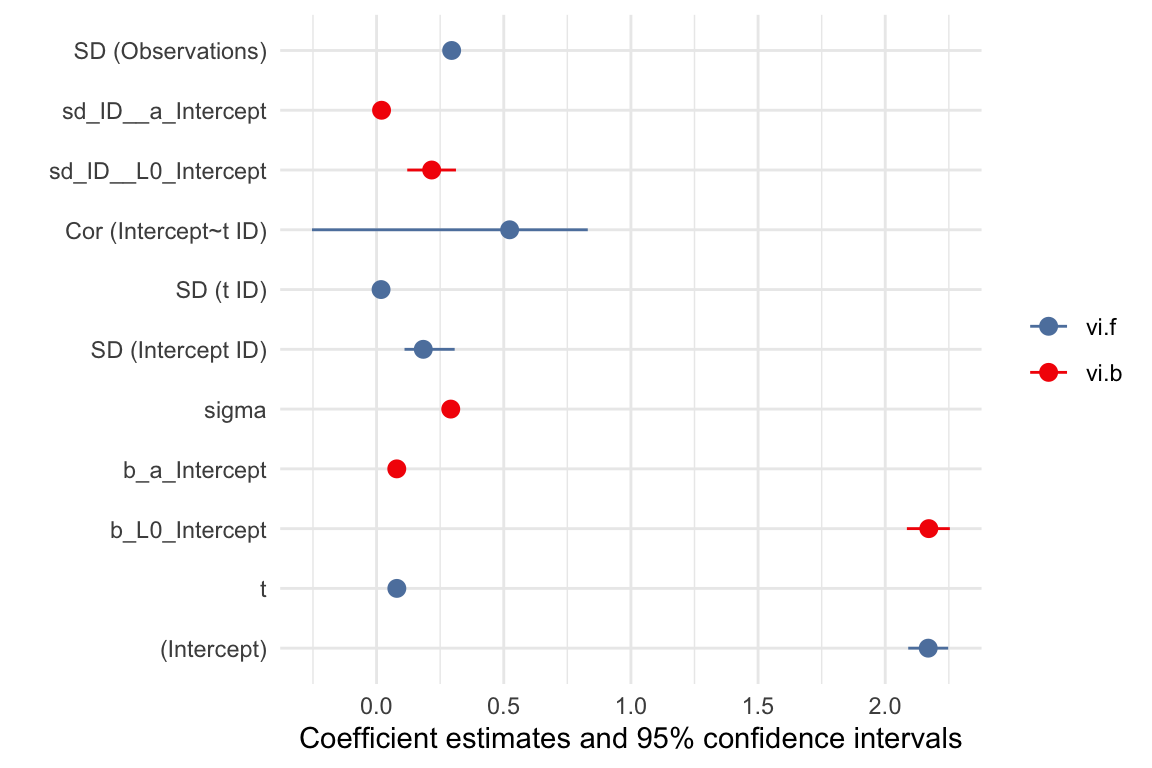 SD (Observations)
sd_ID__a_Intercept
sd_ID__L0_Intercept
Cor (Intercept~t ID)
SD (t ID)
SD (Intercept ID)
sigma
b_a_Intercept
b_L0_Intercept
t
(Intercept)
0.0 0.5 1.0 1.5 2.0
Coefficient estimates and 95% confidence intervals
vi.f
vi.b